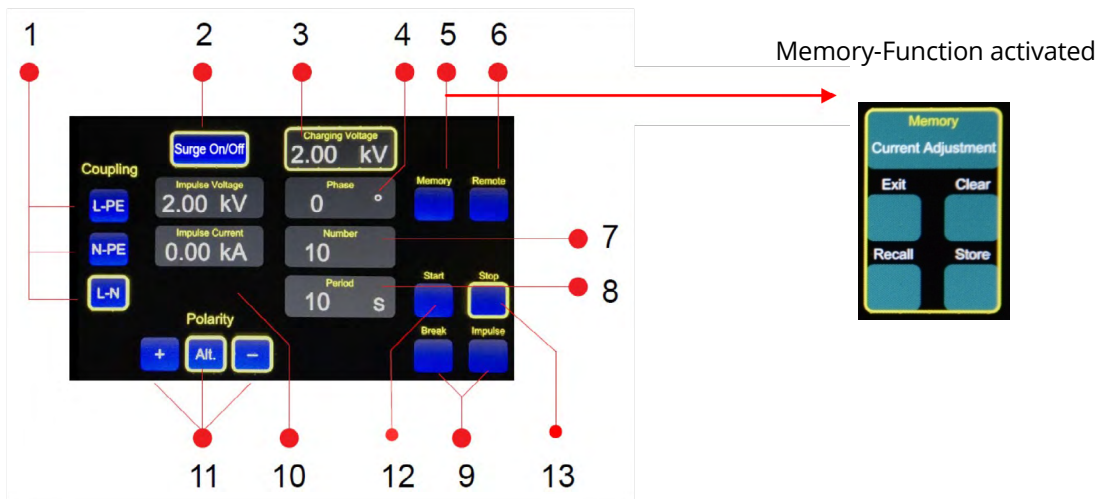 1 2 3 4 5 6
Memory-Function activated
Surge On/Off
Charging Voltage
2.00 kV
Coupling
L-PE
N-PE
L-N
Impulse Voltage
2.00 kV
Impulse Current
0.00 kA
Phase
0 °
Number
10
Period
10 s
Memory Remote
Start Stop
Break Impulse
Polarity
+ Alt. −
7
8
11 10 12 9 13
Memory
Current Adjustment
Exit Clear
Recall Store